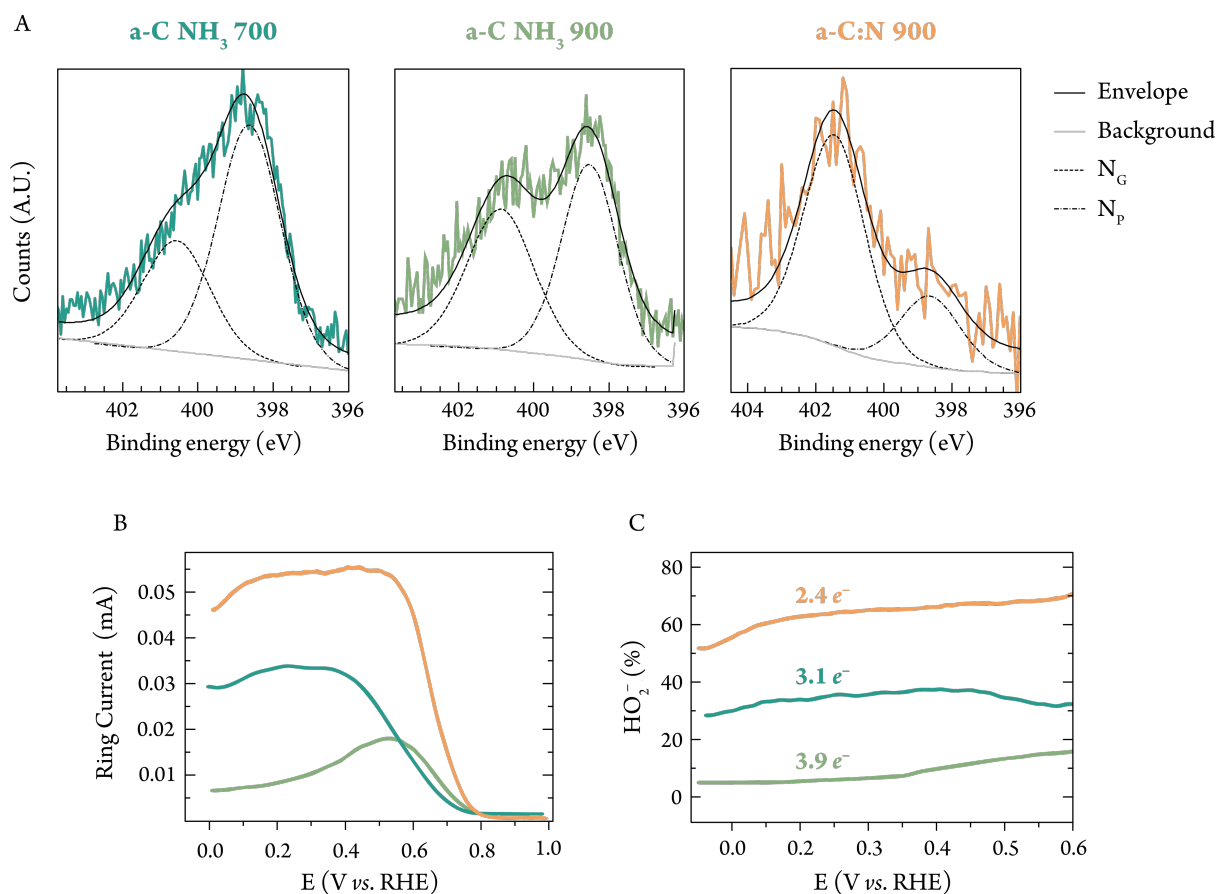 A
a-C NH₃ 700
a-C NH₃ 900
a-C:N 900
Counts (A.U.)
402 400 398 396
Binding energy (eV)
402 400 398 396
Binding energy (eV)
404 402 400 398 396
Binding energy (eV)
Envelope
Background
N_G
N_P
B
Ring Current (mA)
0.05
0.04
0.03
0.02
0.01
0.0 0.2 0.4 0.6 0.8 1.0
E (V vs. RHE)
C
HO₂⁻ (%)
80
60
40
20
0
2.4 e⁻
3.1 e⁻
3.9 e⁻
0.0 0.1 0.2 0.3 0.4 0.5 0.6
E (V vs. RHE)